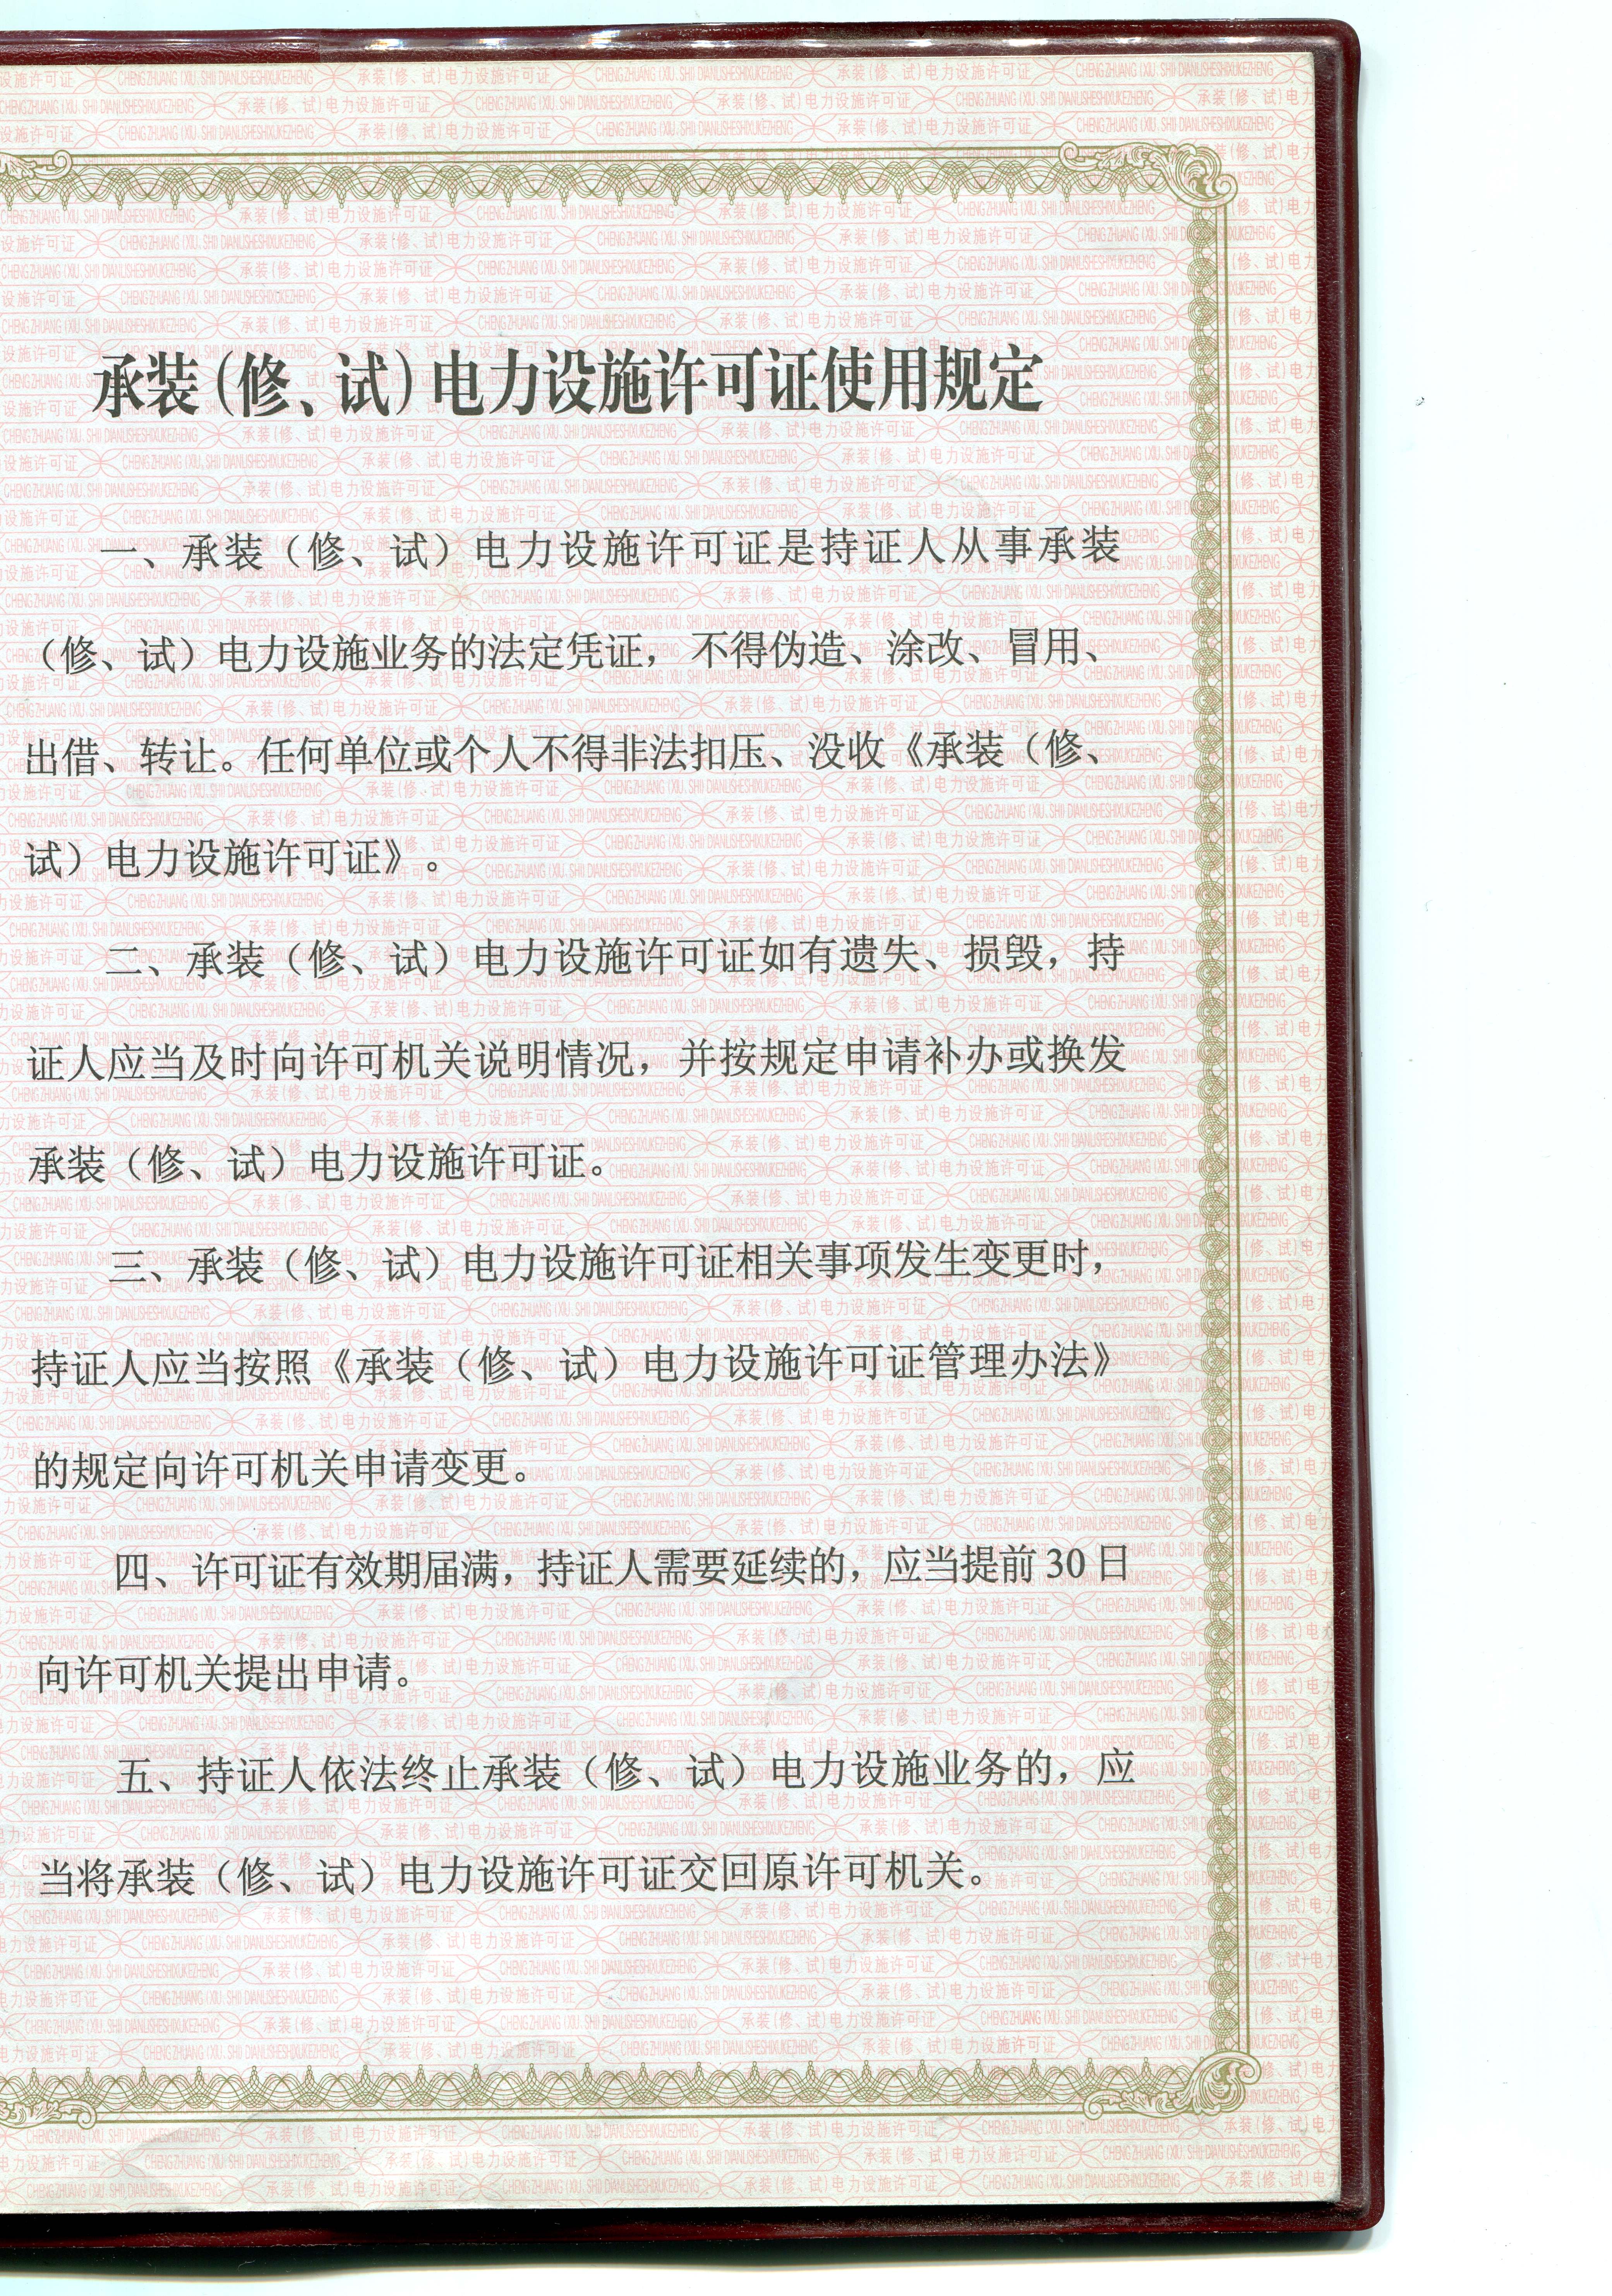 承装（修、试）电力设施许可证使用规定
一、承装（修、试）电力设施许可证是持证人从事承装
（修、试）电力设施业务的法定凭证，不得伪造、涂改、冒用、
出借、转让。任何单位或个人不得非法扣压、没收《承装（修、
试）电力设施许可证》。
二、承装（修、试）电力设施许可证如有遗失、损毁，持
证人应当及时向许可机关说明情况，并按规定申请补办或换发
承装（修、试）电力设施许可证。
三、承装（修、试）电力设施许可证相关事项发生变更时，
持证人应当按照《承装（修、试）电力设施许可证管理办法》
的规定向许可机关申请变更。
四、许可证有效期届满，持证人需要延续的，应当提前30日
向许可机关提出申请。
五、持证人依法终止承装（修、试）电力设施业务的，应
当将承装（修、试）电力设施许可证交回原许可机关。